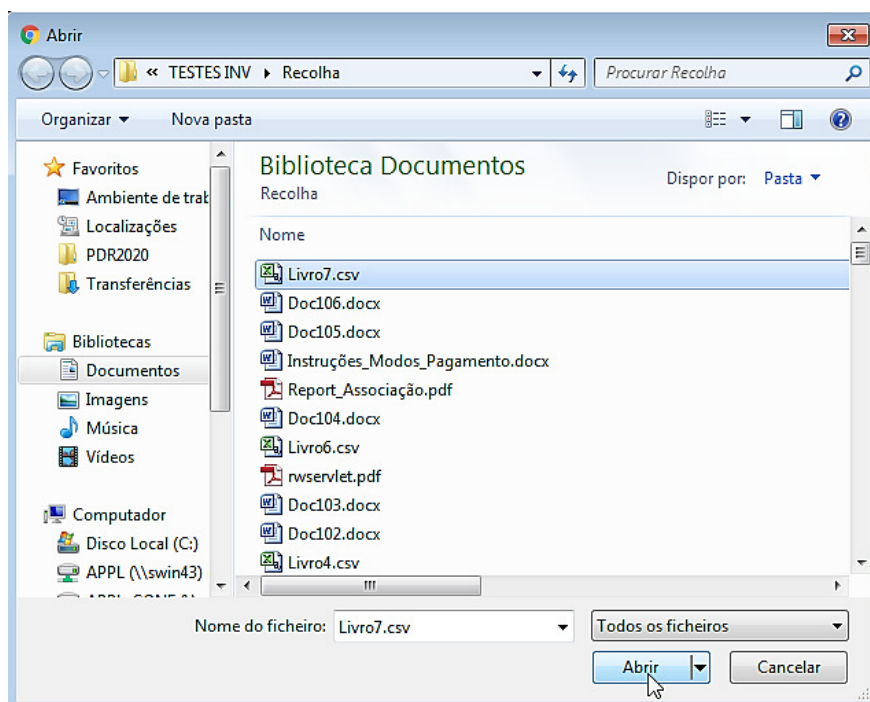 Abrir
« TESTES INV Recolha
Procurar Recolha
Organizar
Nova pasta
Favoritos
Ambiente de trab
Localizações
PDR2020
Transferências
Bibliotecas
Documentos
Imagens
Música
Vídeos
Computador
Disco Local (C:)
APPL (\\swin43)
Biblioteca Documentos
Recolha
Dispor por: Pasta
Nome
Livro7.csv
Doc106.docx
Doc105.docx
Instruções_Modos_Pagamento.docx
Report_Associação.pdf
Doc104.docx
Livro6.csv
rwservlet.pdf
Doc103.docx
Doc102.docx
Livro4.csv
Nome do ficheiro: Livro7.csv
Todos os ficheiros
Abrir
Cancelar